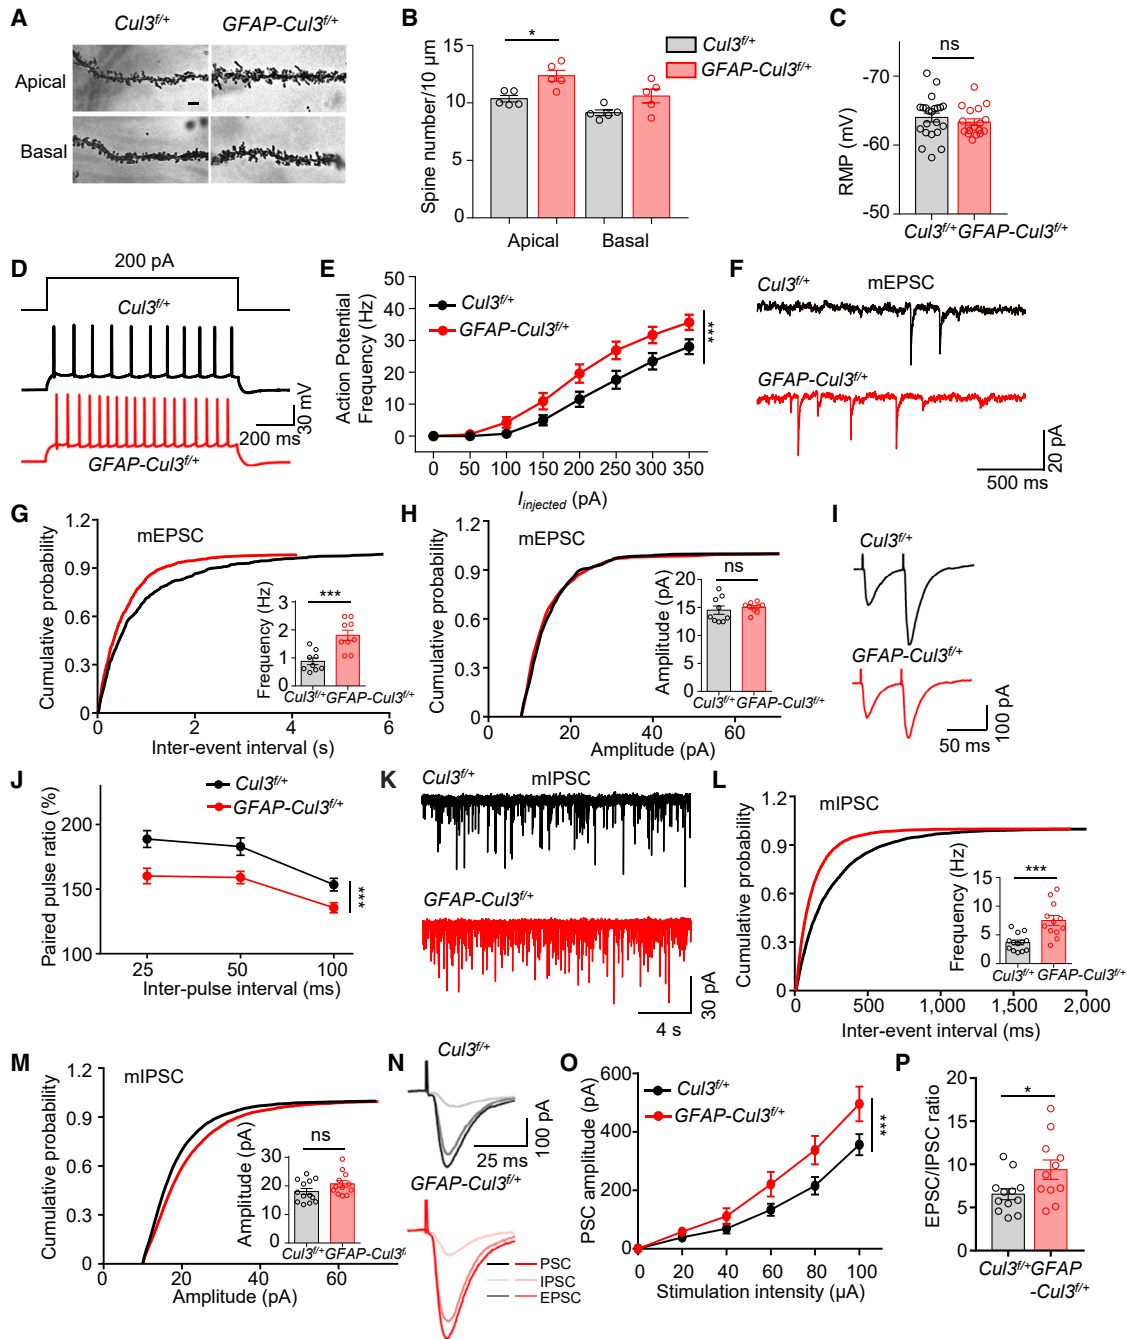 A
Cul3f/+
GFAP-Cul3f/+
Apical
Basal
B
Spine number/10 µm
15
10
5
0
*
Apical
Basal
Cul3f/+
GFAP-Cul3f/+
C
ns
RMP (mV)
-70
-60
-50
Cul3f/+ GFAP-Cul3f/+
D
200 pA
Cul3f/+
30 mV
200 ms
GFAP-Cul3f/+
E
Action Potential
Frequency (Hz)
50
40
30
20
10
0
Cul3f/+
GFAP-Cul3f/+
***
0 50 100 150 200 250 300 350
Iinjected (pA)
F
Cul3f/+ mEPSC
GFAP-Cul3f/+
20 pA
500 ms
G
Cumulative probability
1.2
0.9
0.6
0.3
0
mEPSC
Frequency (Hz)
3
2
1
0
***
Cul3f/+ GFAP-Cul3f/+
0 2 4 6
Inter-event interval (s)
H
Cumulative probability
1.2
0.9
0.6
0.3
0
mEPSC
Amplitude (pA)
20
15
10
5
0
ns
Cul3f/+ GFAP-Cul3f/+
0 20 40 60
Amplitude (pA)
I
Cul3f/+
GFAP-Cul3f/+
100 pA
50 ms
J
Paired pulse ratio (%)
200
150
100
Cul3f/+
GFAP-Cul3f/+
***
25 50 100
Inter-pulse interval (ms)
K
Cul3f/+ mIPSC
GFAP-Cul3f/+
30 pA
4 s
L
Cumulative probability
1.2
0.9
0.6
0.3
0
mIPSC
Frequency (Hz)
15
10
5
0
***
Cul3f/+ GFAP-Cul3f/+
0 500 1,000 1,500 2,000
Inter-event interval (ms)
M
Cumulative probability
1.2
0.9
0.6
0.3
0
mIPSC
Amplitude (pA)
30
20
10
0
ns
Cul3f/+ GFAP-Cul3f/
0 20 40 60
Amplitude (pA)
N
Cul3f/+
100 pA
25 ms
GFAP-Cul3f/+
PSC
IPSC
EPSC
O
PSC amplitude (pA)
600
400
200
0
Cul3f/+
GFAP-Cul3f/+
***
0 20 40 60 80 100
Stimulation intensity (µA)
P
EPSC/IPSC ratio
20
15
10
5
0
*
Cul3f/+ GFAP
-Cul3f/+